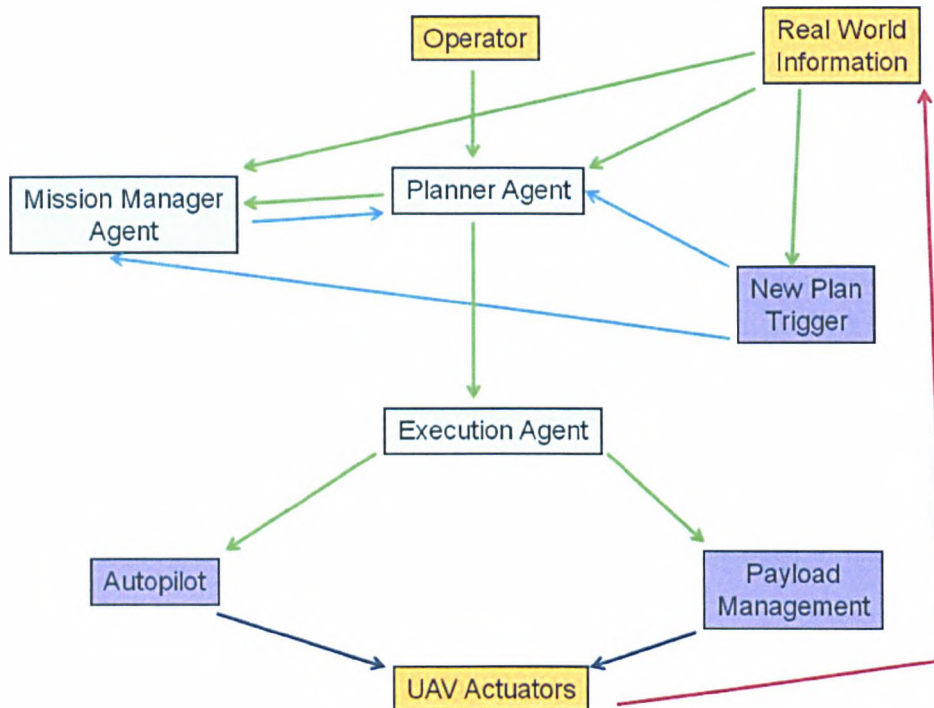 Operator
Real World
Information
Mission Manager
Agent
Planner Agent
New Plan
Trigger
Execution Agent
Autopilot
Payload
Management
UAV Actuators